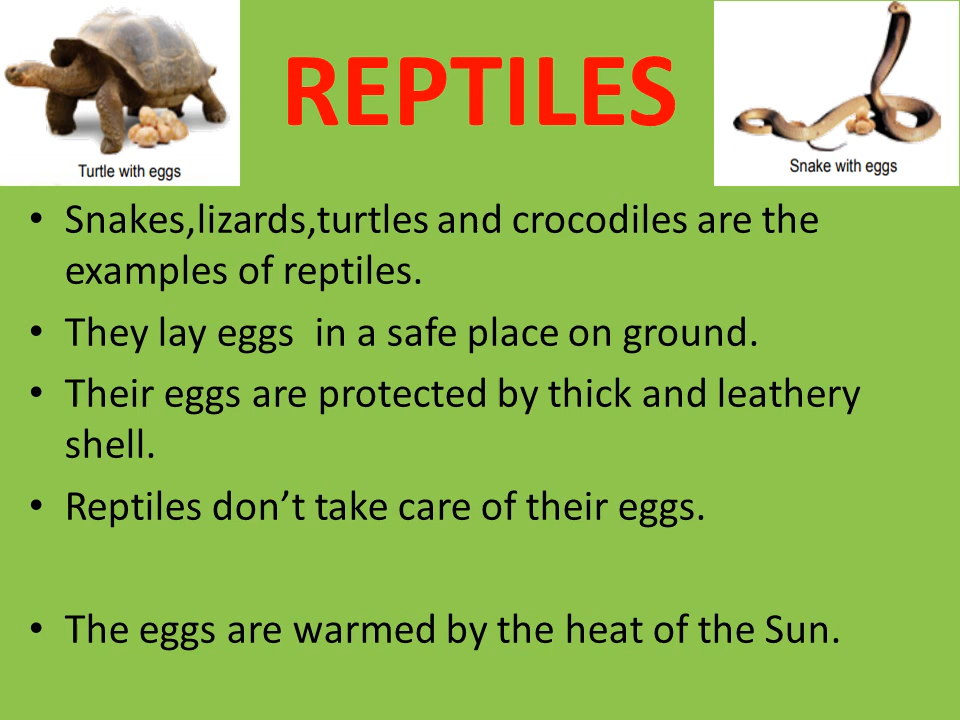 REPTILES
Turtle with eggs
Snake with eggs
• Snakes,lizards,turtles and crocodiles are the
examples of reptiles.
• They lay eggs  in a safe place on ground.
• Their eggs are protected by thick and leathery
shell.
• Reptiles don’t take care of their eggs.
• The eggs are warmed by the heat of the Sun.